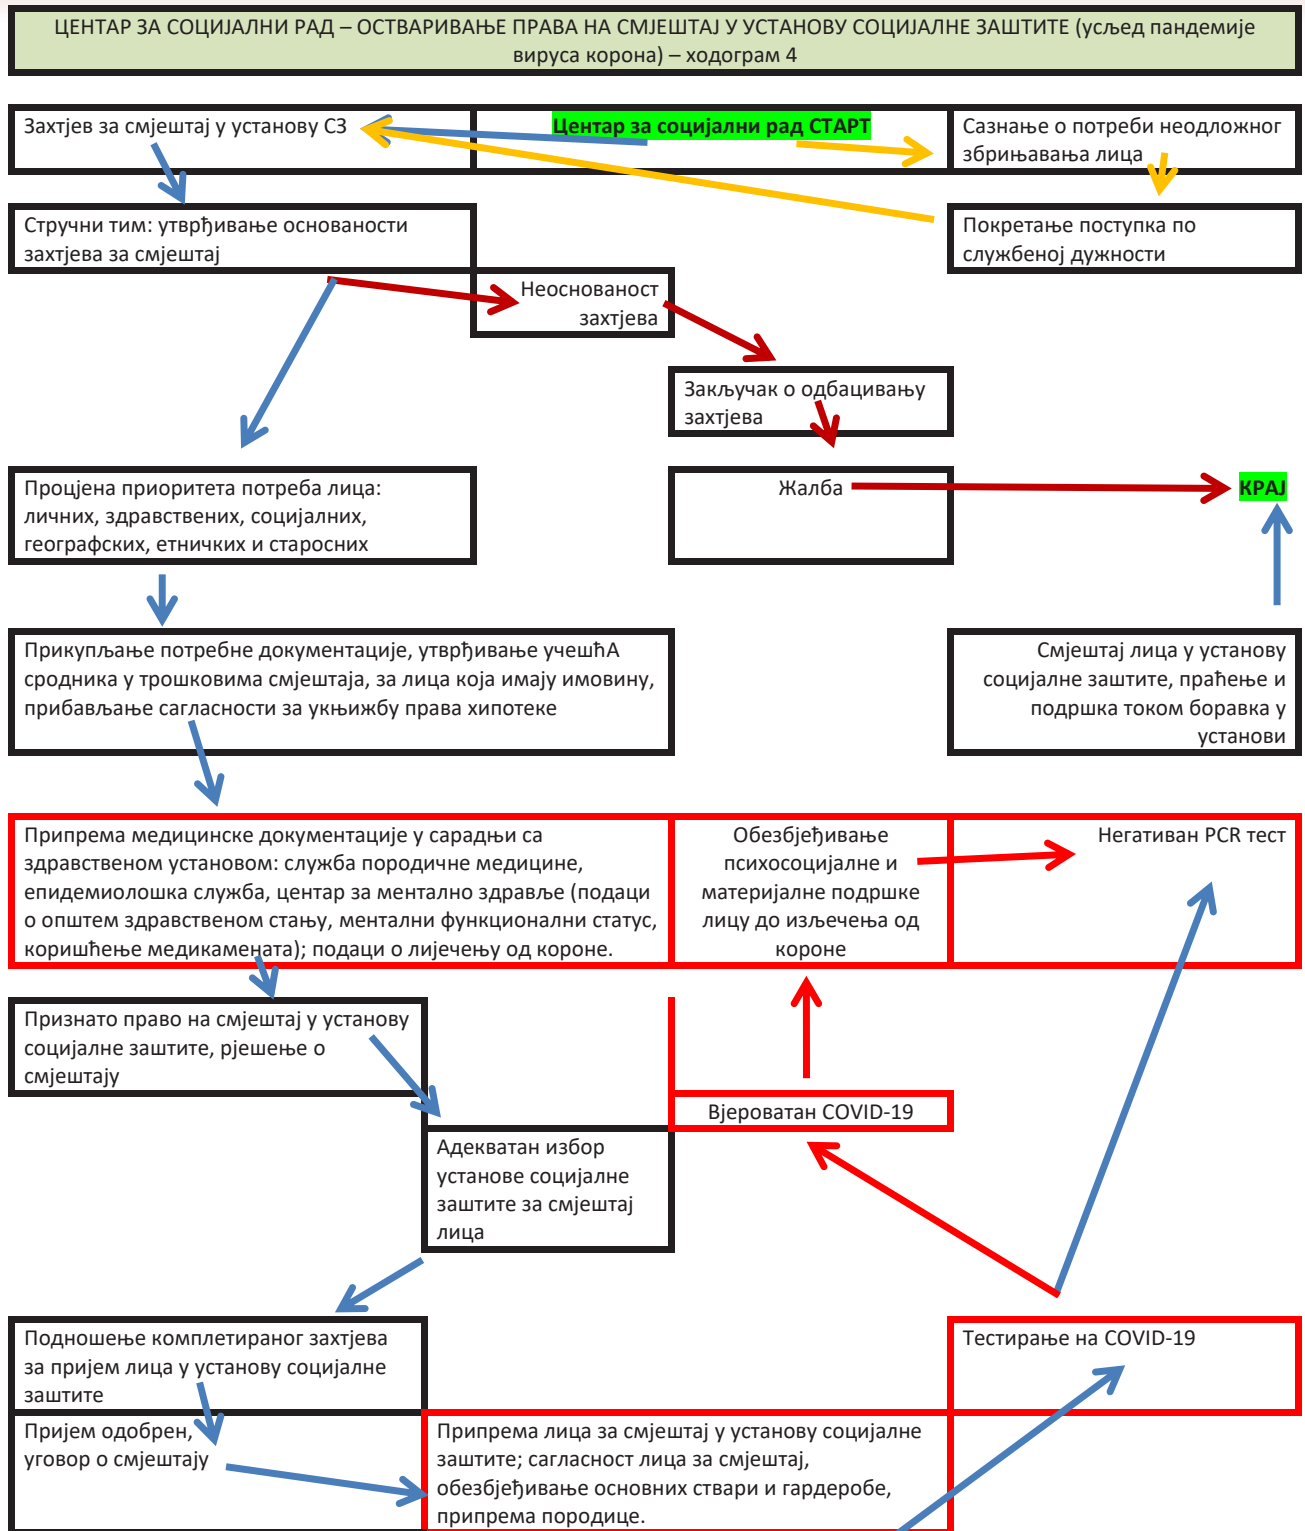 ЦЕНТАР ЗА СОЦИЈАЛНИ РАД – ОСТВАРИВАЊЕ ПРАВА НА СМЈЕШТАЈ У УСТАНОВУ СОЦИЈАЛНЕ ЗАШТИТЕ (усљед пандемије
вируса корона) – ходограм 4
Захтјев за смјештај у установу СЗ
Центар за социјални рад СТАРТ
Сазнање о потреби неодложног
збрињавања лица
Стручни тим: утврђивање основаности
захтјева за смјештај
Покретање поступка по
службеној дужности
Неоснованост
захтјева
Закључак о одбацивању
захтјева
Процјена приоритета потреба лица:
личних, здравствених, социјалних,
географских, етничких и старосних
Жалба
КРАЈ
Прикупљање потребне документације, утврђивање учешћА
сродника у трошковима смјештаја, за лица која имају имовину,
прибављање сагласности за укњижбу права хипотеке
Смјештај лица у установу
социјалне заштите, праћење и
подршка током боравка у
установи
Припрема медицинске документације у сарадњи са
здравственом установом: служба породичне медицине,
епидемиолошка служба, центар за ментално здравље (подаци
о општем здравственом стању, ментални функционални статус,
коришћење медикамената); подаци о лијечењу од короне.
Обезбјеђивање
психосоцијалне и
материјалне подршке
лицу до изљечења од
короне
Негативан PCR тест
Признато право на смјештај у установу
социјалне заштите, рјешење о
смјештају
Вјероватан COVID-19
Адекватан избор
установе социјалне
заштите за смјештај
лица
Подношење комплетираног захтјева
за пријем лица у установу социјалне
заштите
Тестирање на COVID-19
Пријем одобрен,
уговор о смјештају
Припрема лица за смјештај у установу социјалне
заштите; сагласност лица за смјештај,
обезбјеђивање основних ствари и гардеробе,
припрема породице.